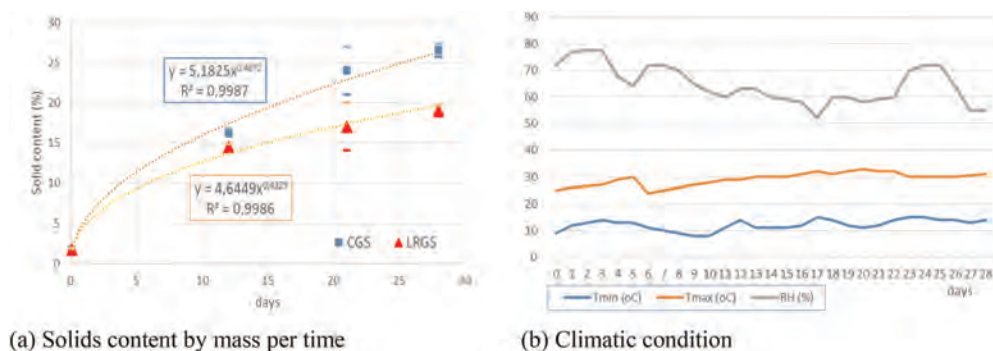 30
25
20
15
10
5
0
Solid content (%)
y = 5,1825x
R² = 0,9987
y = 4,6449x
R² = 0,9986
CGS LRGS
0 10 20 30 40
days
(a) Solids content by mass per time
90
80
70
60
50
40
30
20
10
0
0 1 2 3 4 5 6 7 8 9 10 11 12 13 14 15 16 17 18 19 20 21 22 23 24 25 26 27 28
days
Tmin (oC) Tmax (oC) RH (%)
(b) Climatic condition